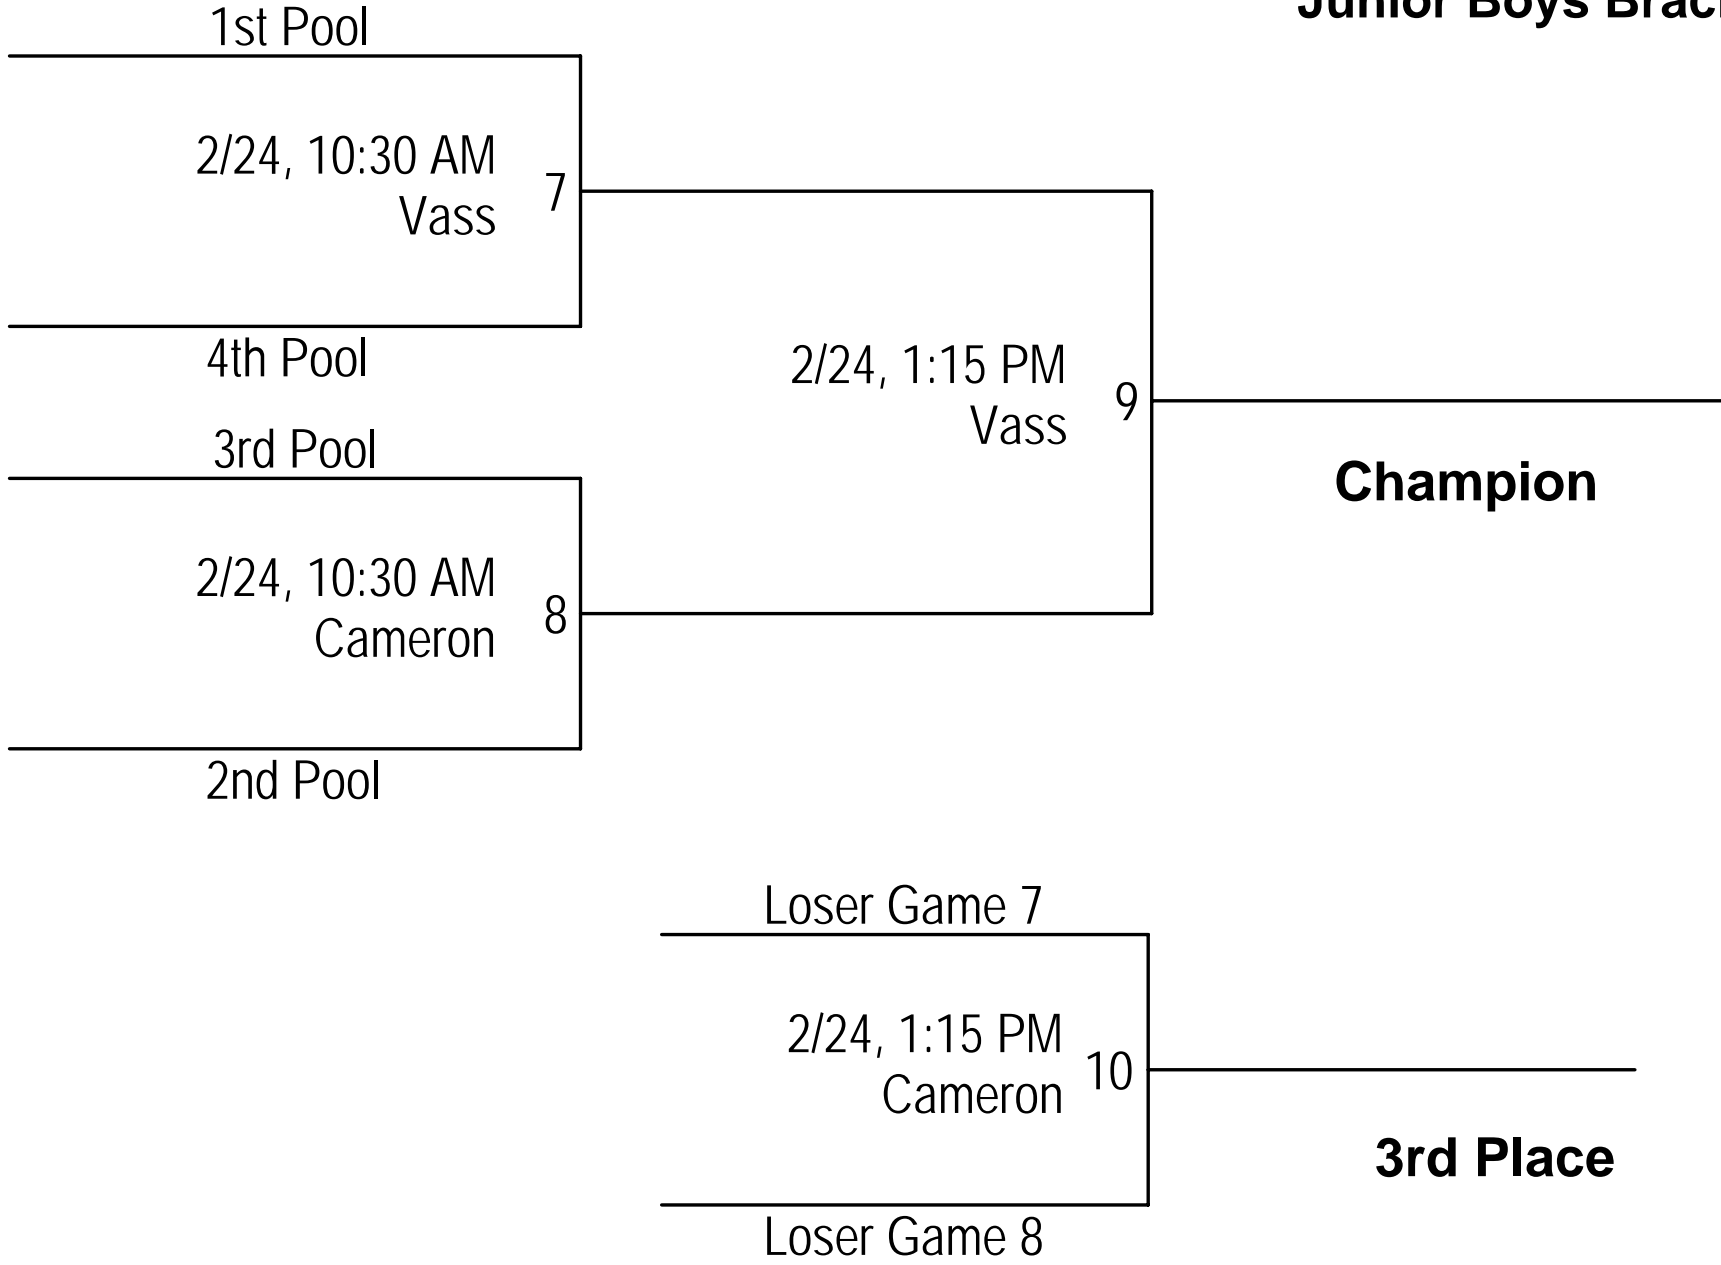 Junior Boys
1st Pool
2/24, 10:30 AM
Vass
7
4th Pool
2/24, 1:15 PM
Vass
9
3rd Pool
Champion
2/24, 10:30 AM
Cameron
8
2nd Pool
Loser Game 7
2/24, 1:15 PM
Cameron
10
3rd Place
Loser Game 8